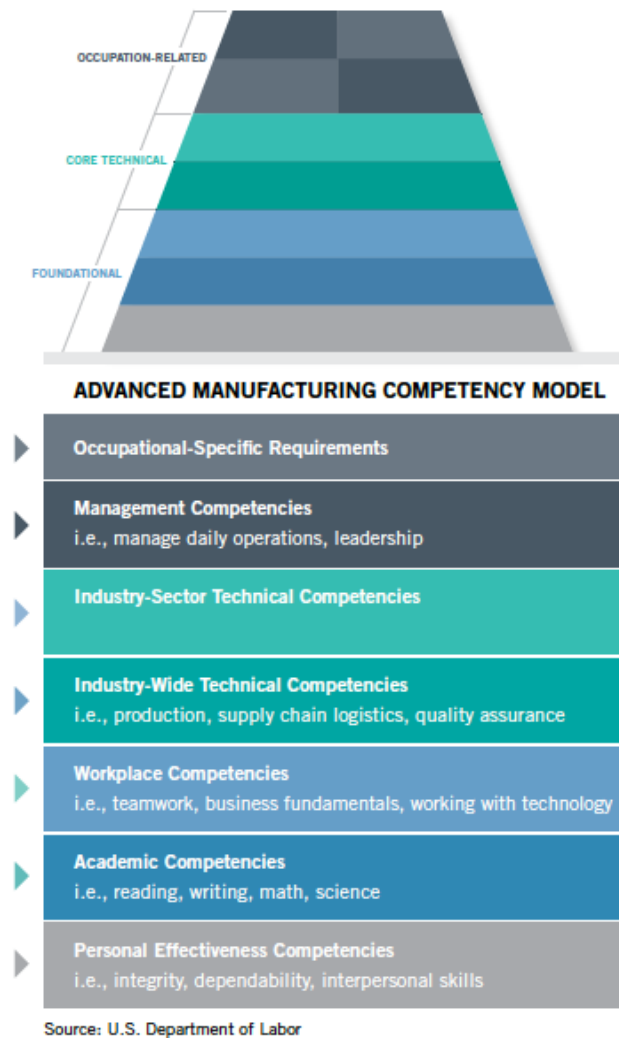 OCCUPATION-RELATED
CORE TECHNICAL
FOUNDATIONAL
ADVANCED MANUFACTURING COMPETENCY MODEL
Occupational-Specific Requirements
Management Competencies
i.e., manage daily operations, leadership
Industry-Sector Technical Competencies
Industry-Wide Technical Competencies
i.e., production, supply chain logistics, quality assurance
Workplace Competencies
i.e., teamwork, business fundamentals, working with technology
Academic Competencies
i.e., reading, writing, math, science
Personal Effectiveness Competencies
i.e., integrity, dependability, interpersonal skills
Source: U.S. Department of Labor